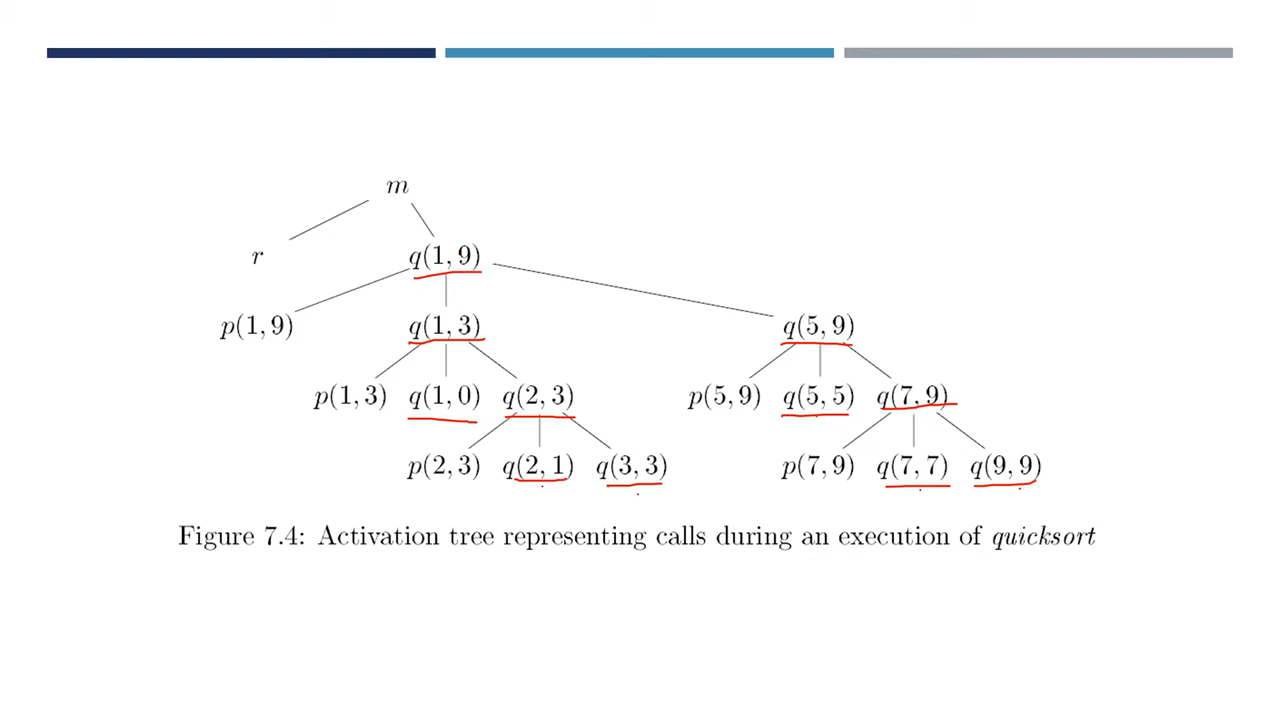 m
r q(1, 9)
p(1, 9) q(1, 3) q(5, 9)
p(1, 3) q(1, 0) q(2, 3) p(5, 9) q(5, 5) q(7, 9)
p(2, 3) q(2, 1) q(3, 3) p(7, 9) q(7, 7) q(9, 9)
Figure 7.4: Activation tree representing calls during an execution of quicksort